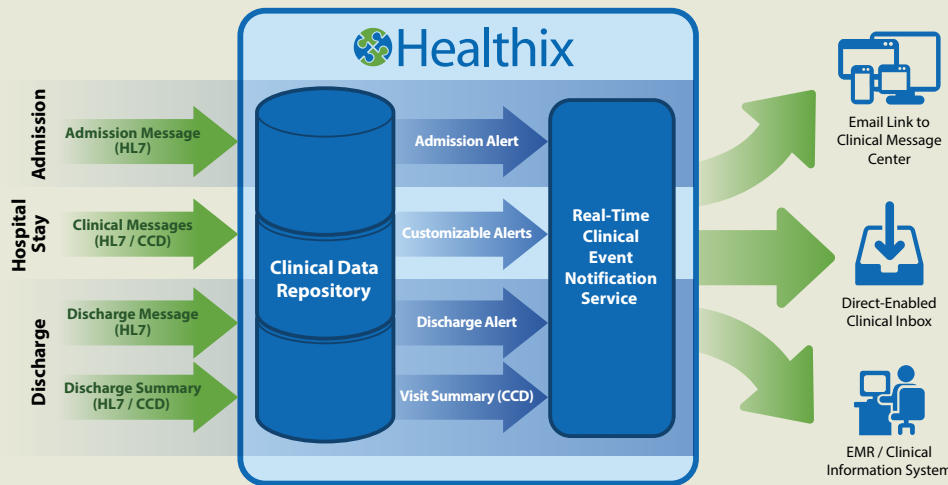 Healthix
Admission
Admission Message
(HL7)
Admission Alert
Hospital
Stay
Clinical Messages
(HL7 / CCD)
Customizable Alerts
Discharge
Discharge Message
(HL7)
Discharge Alert
Discharge Summary
(HL7 / CCD)
Visit Summary (CCD)
Clinical Data
Repository
Real-Time
Clinical
Event
Notification
Service
Email Link to
Clinical Message
Center
Direct-Enabled
Clinical Inbox
EMR / Clinical
Information System